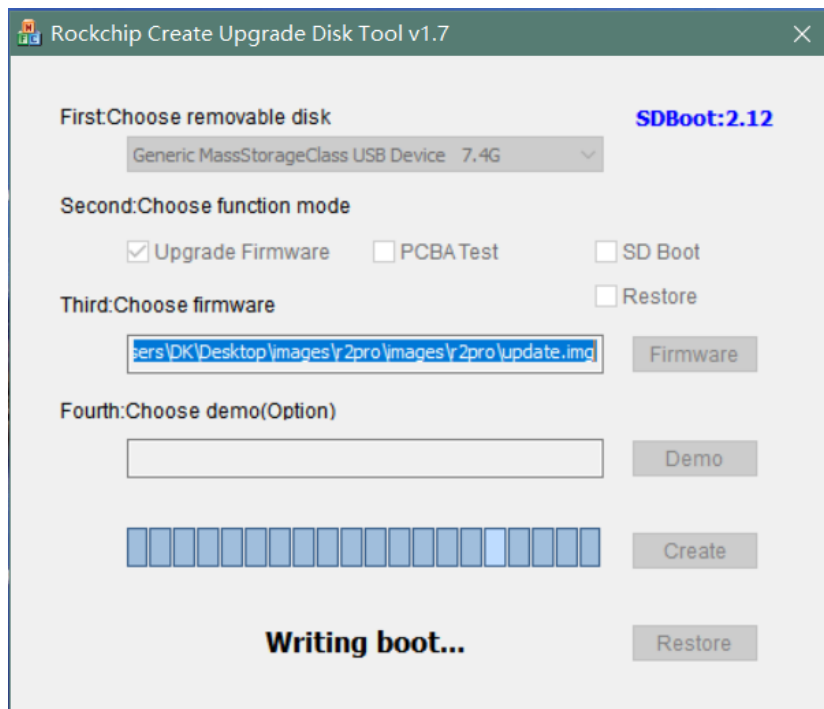 Rockchip Create Upgrade Disk Tool v1.7
First:Choose removable disk
SDBoot:2.12
Generic MassStorageClass USB Device 7.4G
Second:Choose function mode
Upgrade Firmware
PCBA Test
SD Boot
Third:Choose firmware
Restore
sers\DK\Desktop\images\r2pro\images\r2pro\update.img
Firmware
Fourth:Choose demo(Option)
Demo
Create
Writing boot...
Restore